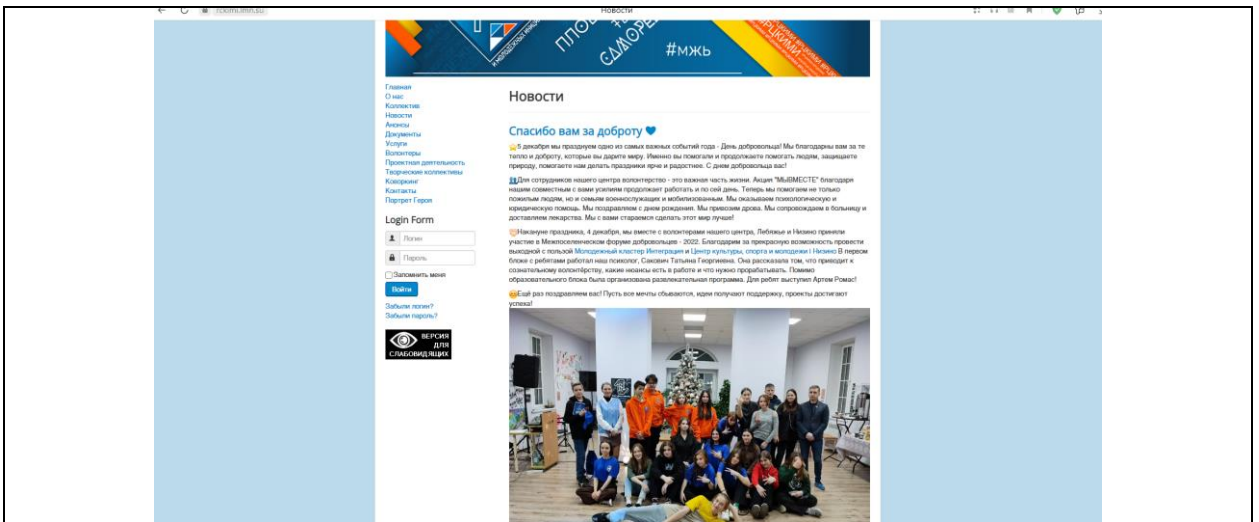 Новости
#МЖЬ
Главная
О нас
Коллектив
Новости
Анонсы
Документы
Услуги
Волонтеры
Проектная деятельность
Творческие коллективы
Коворкинг
Контакты
Портрет Героя
Login Form
Логин
Пароль
Запомнить меня
Войти
Забыли логин?
Забыли пароль?
ВЕРСИЯ
ДЛЯ
СЛАБОВИДЯЩИХ
Новости
Спасибо вам за доброту 💙
⭐5 декабря мы празднуем одно из самых важных событий года - День добровольца! Мы благодарны вам за те
тепло и доброту, которые вы дарите миру. Именно вы помогали и продолжаете помогать людям, защищаете
природу, помогаете нам делать праздники ярче и радостнее. С днем добровольца вас!
👥Для сотрудников нашего центра волонтерство - это важная часть жизни. Акция "МЫВМЕСТЕ" благодаря
нашим совместным с вами усилиям продолжает работать и по сей день. Теперь мы помогаем не только
пожилым людям, но и семьям военнослужащих и мобилизованным. Мы оказываем психологическую и
юридическую помощь. Мы поздравляем с днем рождения. Мы привозим дрова. Мы сопровождаем в больницу и
доставляем лекарства. Мы с вами стараемся сделать этот мир лучше!
Накануне праздника, 4 декабря, мы вместе с волонтерами нашего центра, Лебяжье и Низино приняли
участие в Межпоселенческом форуме добровольцев - 2022. Благодарим за прекрасную возможность провести
выходной с пользой Молодежный кластер Интеграция и Центр культуры, спорта и молодежи | Низино В первом
блоке с ребятами работал наш психолог, Сакович Татьяна Георгиевна. Она рассказала том, что приводит к
сознательному волонтёрству, какие нюансы есть в работе и что нужно прорабатывать. Помимо
образовательного блока была организована развлекательная программа. Для ребят выступил Артем Ромас!
Ещё раз поздравляем вас! Пусть все мечты сбываются, идеи получают поддержку, проекты достигают
успеха!